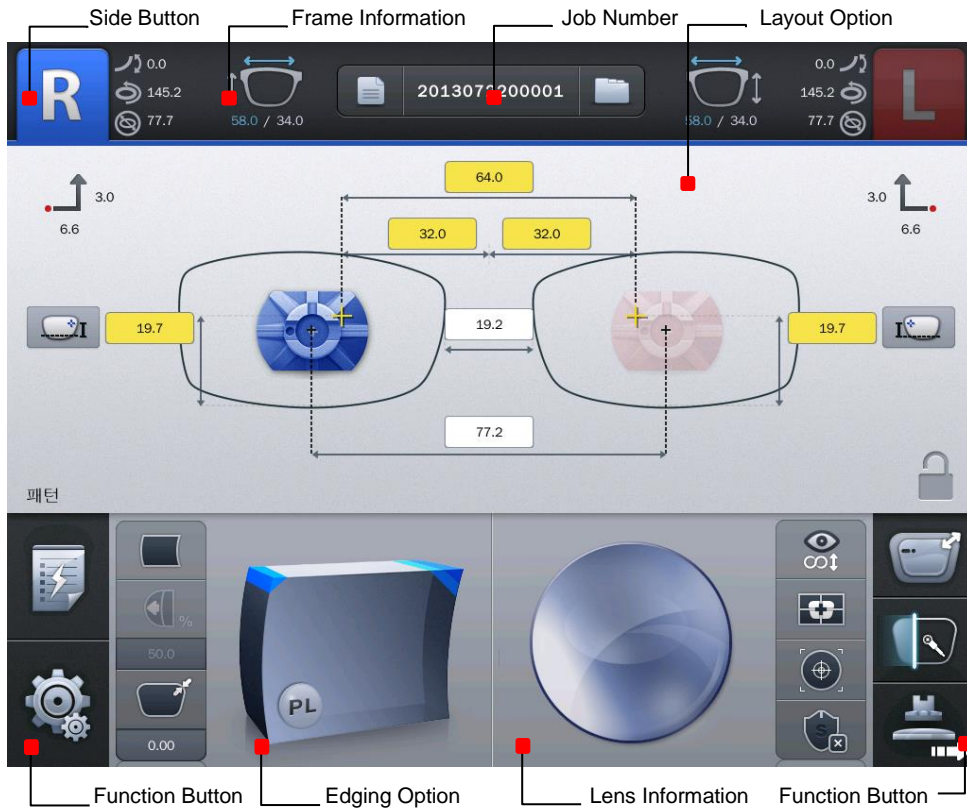 Side Button
Frame Information
Job Number
Layout Option
R
0.0
145.2
77.7
58.0 / 34.0
2013073200001
58.0 / 34.0
0.0
145.2
77.7
L
3.0
6.6
64.0
32.0
32.0
3.0
6.6
19.7
19.2
19.7
77.2
패턴
%
50.0
0.00
PL
S
Function Button
Edging Option
Lens Information
Function Button